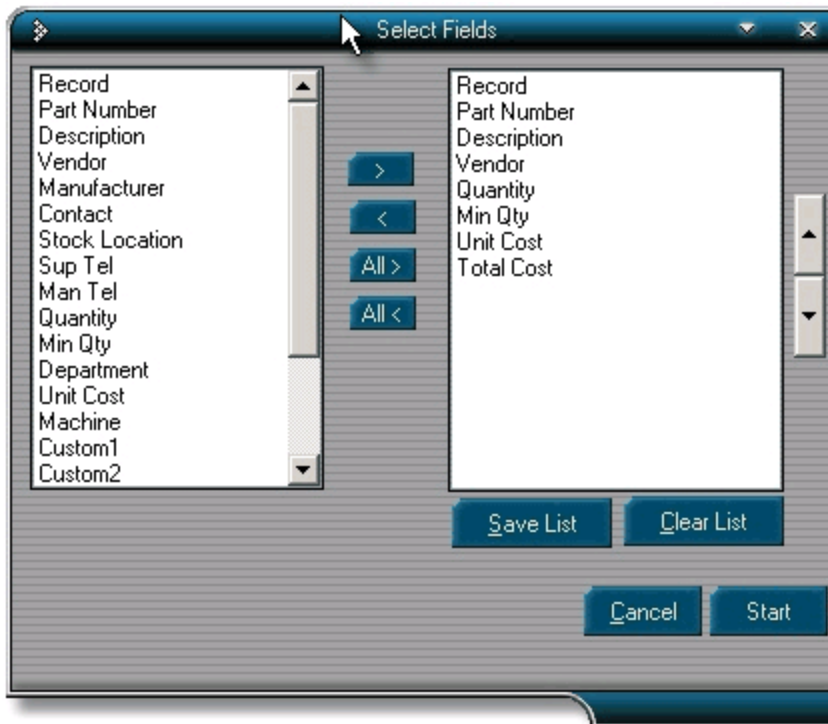 Select Fields
Record
Part Number
Description
Vendor
Manufacturer
Contact
Stock Location
Sup Tel
Man Tel
Quantity
Min Qty
Department
Unit Cost
Machine
Custom1
Custom2
>
<
All >
All <
Record
Part Number
Description
Vendor
Quantity
Min Qty
Unit Cost
Total Cost
Save List
Clear List
Cancel
Start